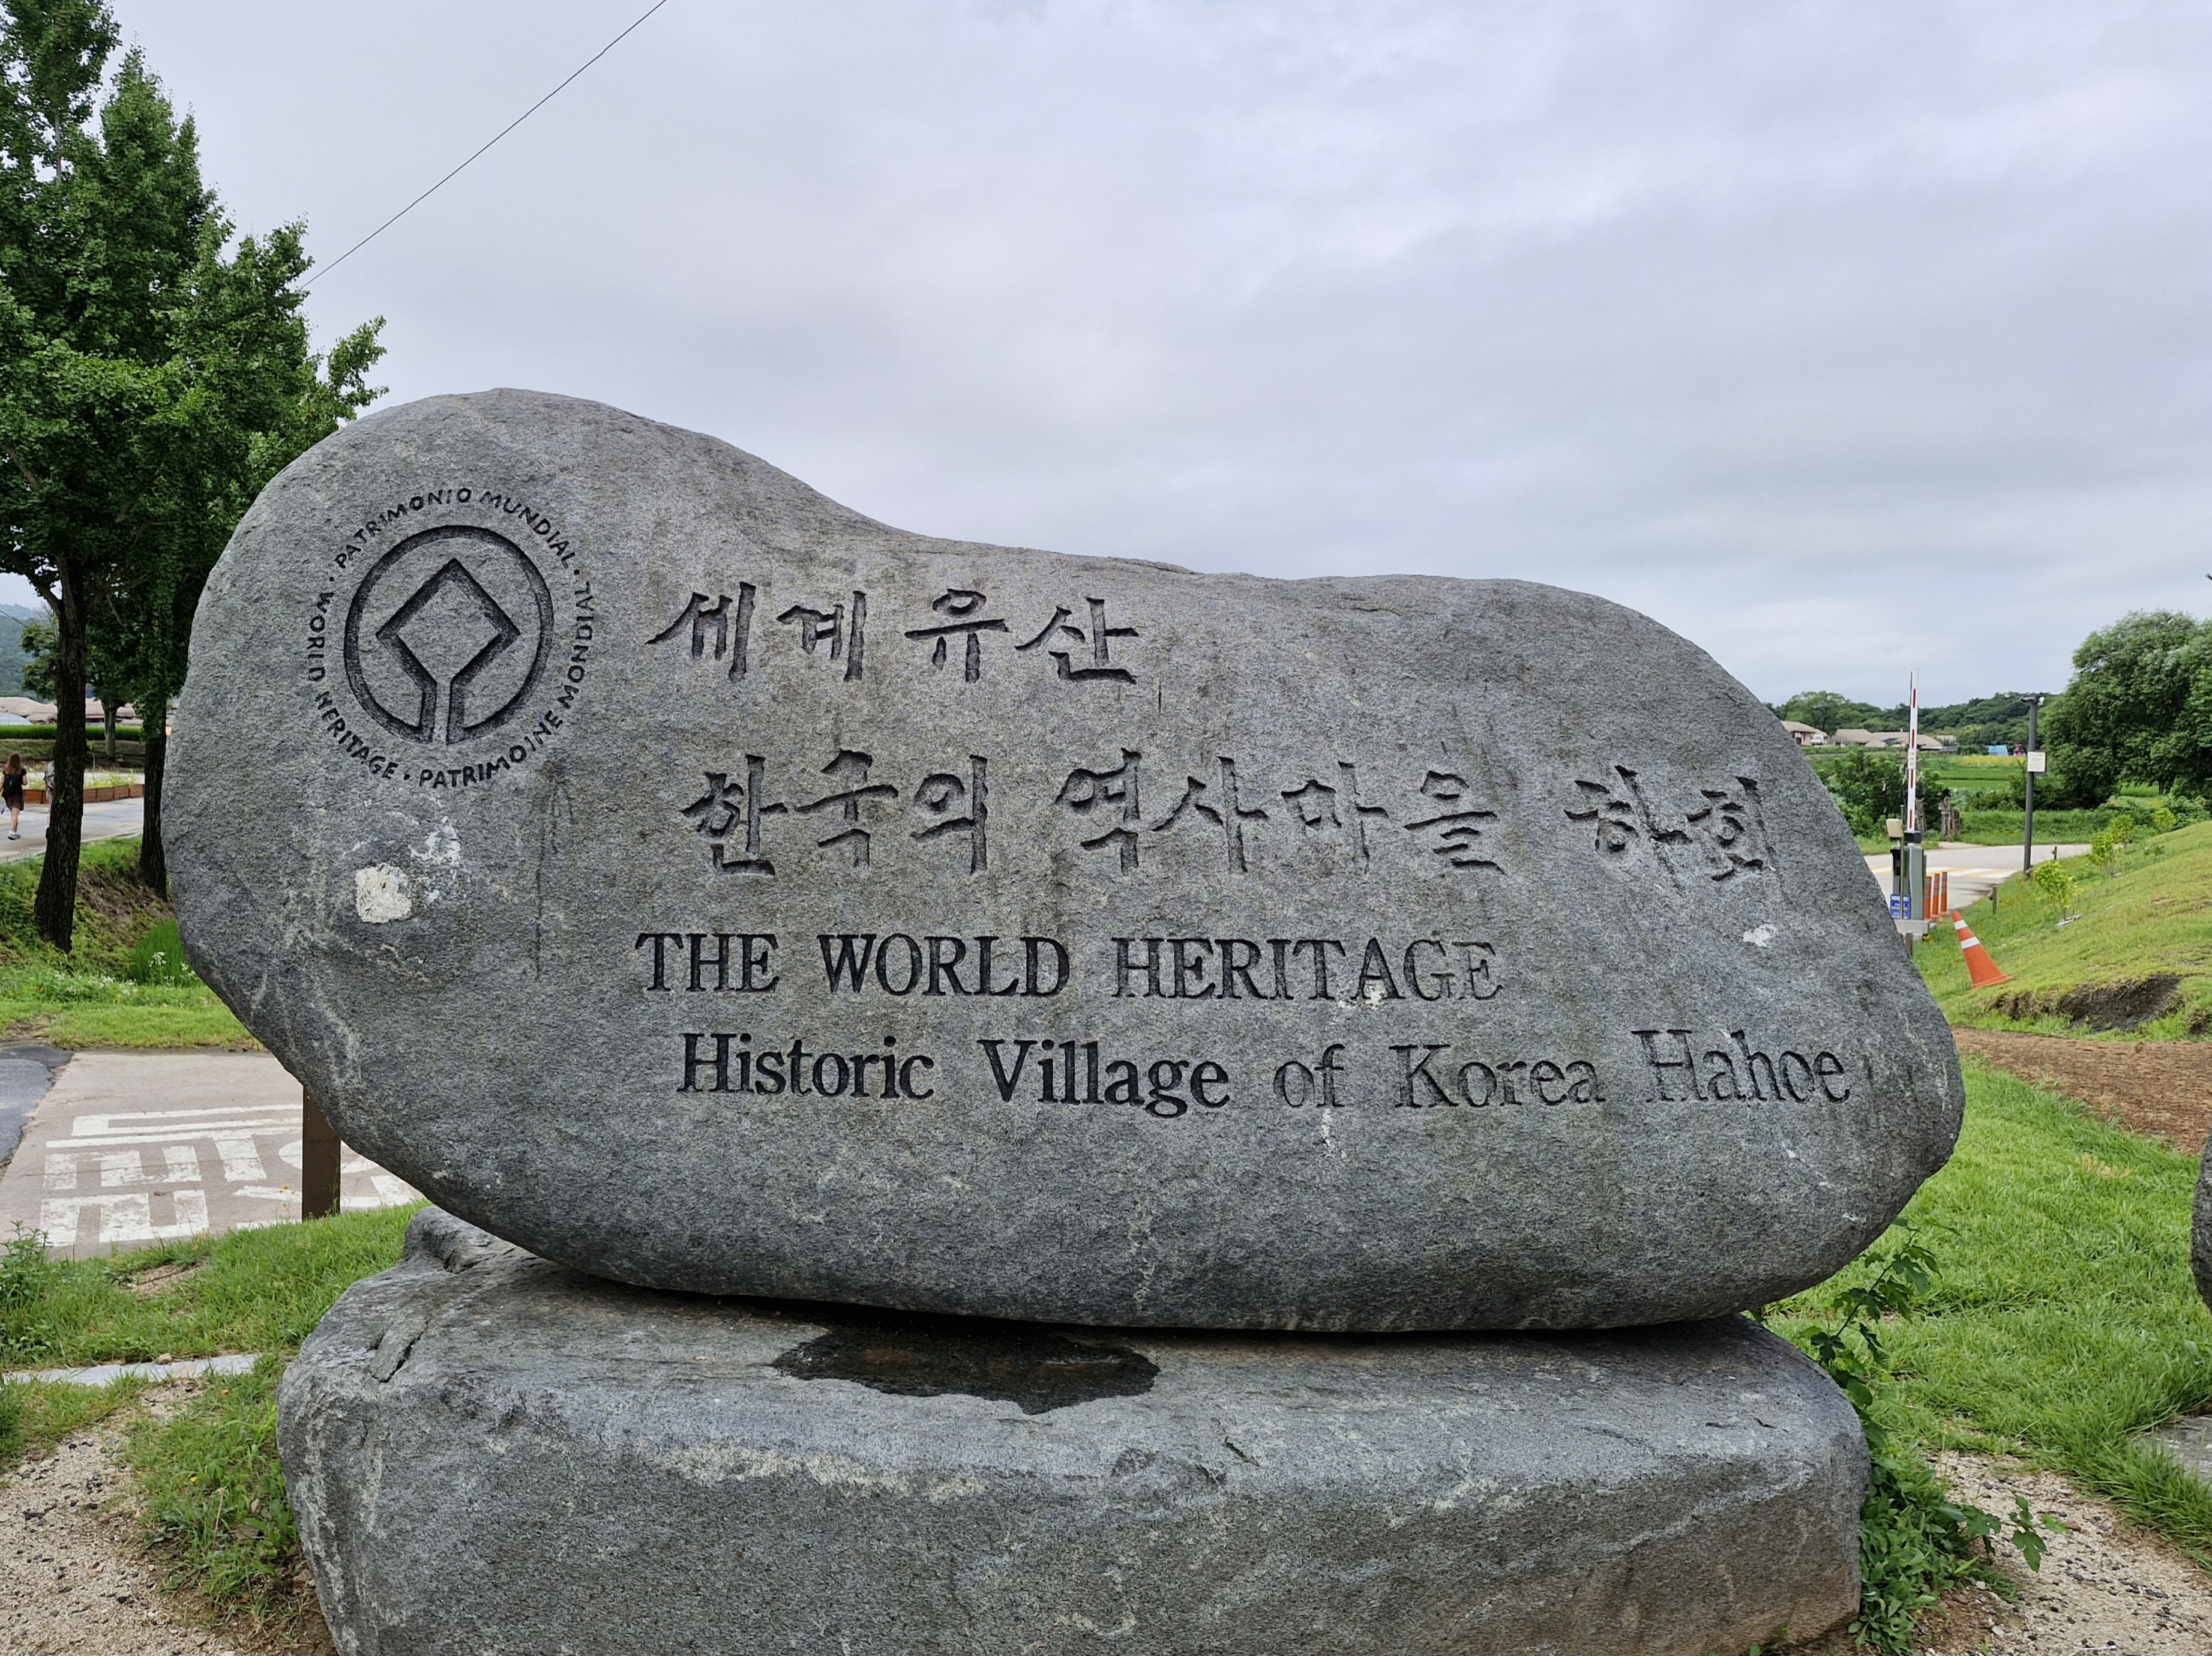 PATRIMONIO MUNDIAL • WORLD HERITAGE • PATRIMOINE MONDIAL •
세계유산
한국의 역사마을 하회
THE WORLD HERITAGE
Historic Village of Korea Hahoe